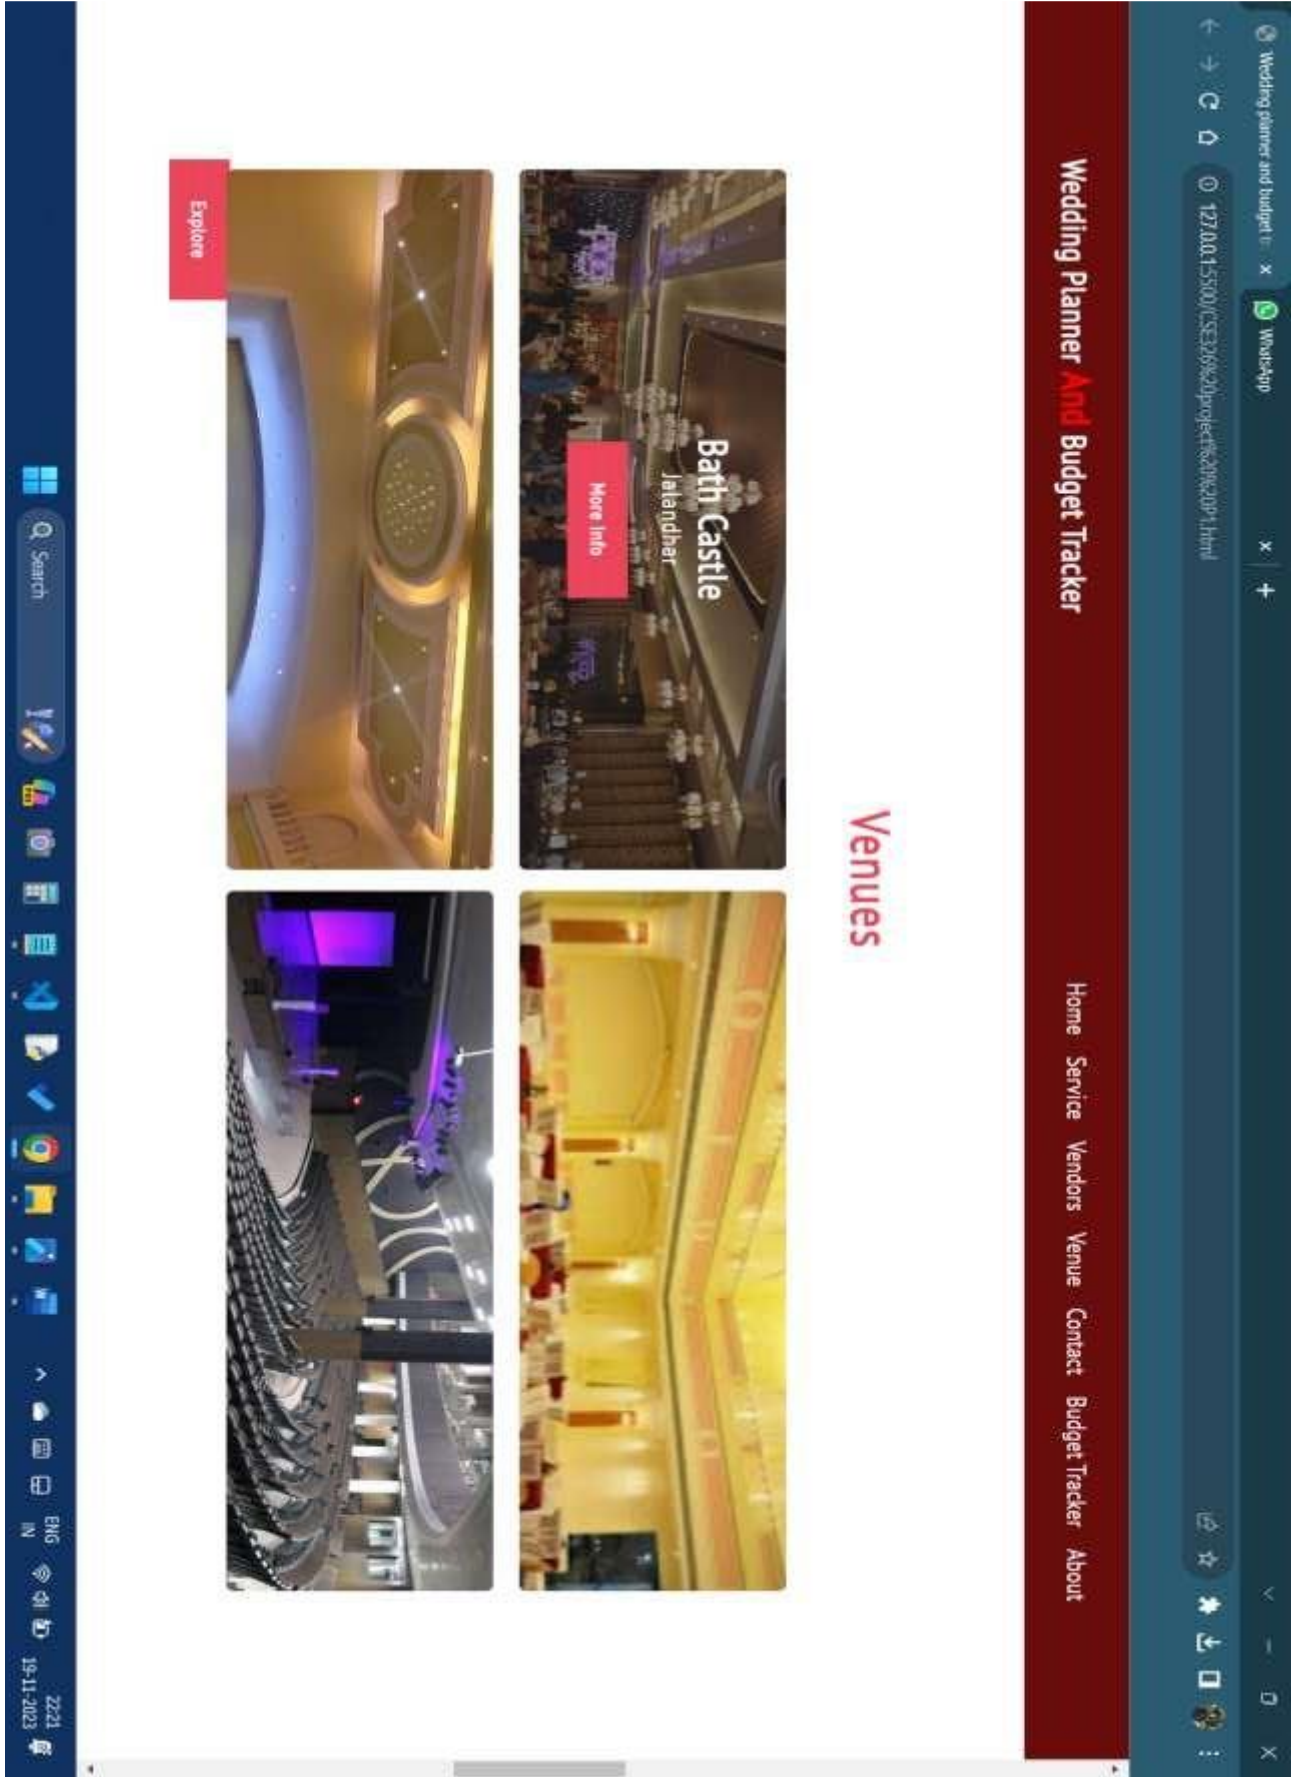 Wedding planner and budget tr
WhatsApp
127.0.0.1:5500/CSE326%20project%20%20P1.html
Wedding Planner And Budget Tracker
Home Service Vendors Venue Contact Budget Tracker About
Venues
Bath Castle
Jalandhar
More Info
Explore
Search
ENG
IN
22:21
19-11-2023